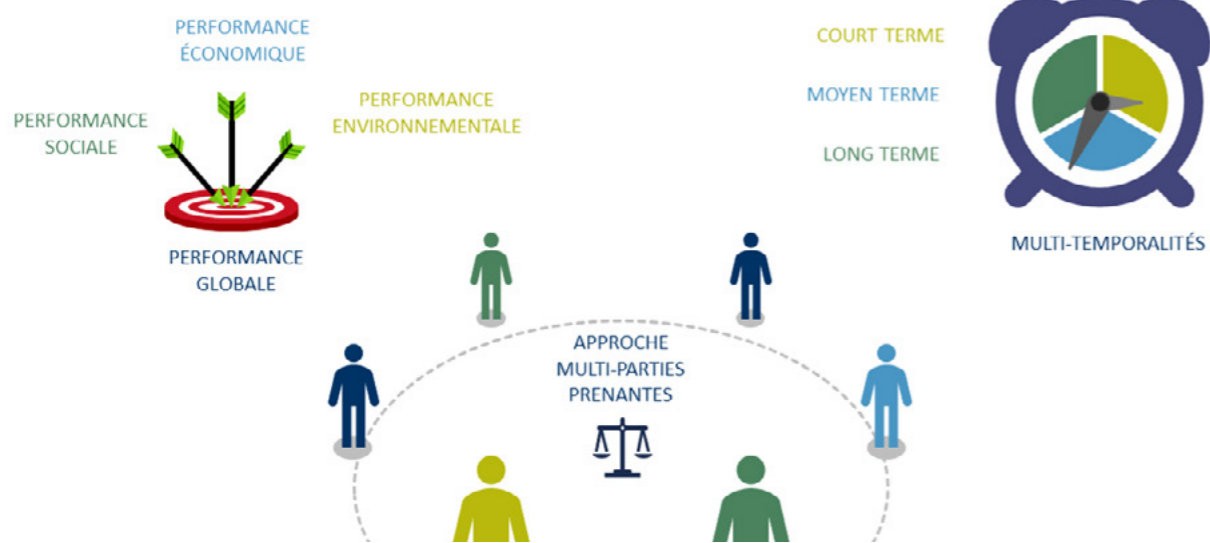 PERFORMANCE
ÉCONOMIQUE
PERFORMANCE
SOCIALE
PERFORMANCE
ENVIRONNEMENTALE
PERFORMANCE
GLOBALE
COURT TERME
MOYEN TERME
LONG TERME
MULTI-TEMPORALITÉS
APPROCHE
MULTI-PARTIES
PRENANTES